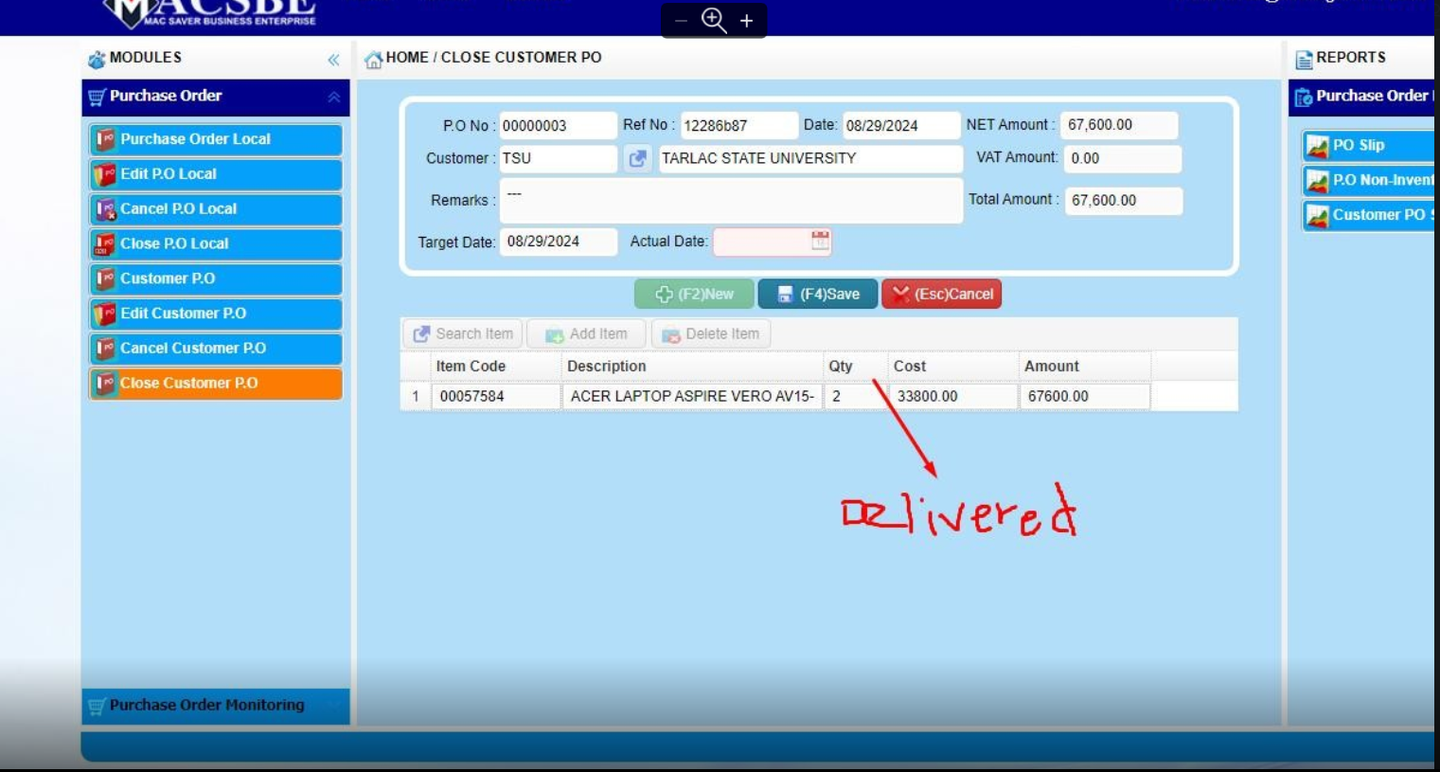 MACSBE
MAC SAVER BUSINESS ENTERPRISE
MODULES
Purchase Order
Purchase Order Local
Edit P.O Local
Cancel P.O Local
Close P.O Local
Customer P.O
Edit Customer P.O
Cancel Customer P.O
Close Customer P.O
Purchase Order Monitoring
HOME / CLOSE CUSTOMER PO
P.O No : 00000003 Ref No : 12286b87 Date: 08/29/2024 NET Amount : 67,600.00
Customer : TSU TARLAC STATE UNIVERSITY VAT Amount: 0.00
Remarks : --- Total Amount : 67,600.00
Target Date: 08/29/2024 Actual Date:
(F2)New (F4)Save (Esc)Cancel
Search Item Add Item Delete Item
Item Code Description Qty Cost Amount
1 00057584 ACER LAPTOP ASPIRE VERO AV15- 2 33800.00 67600.00
Delivered
REPORTS
Purchase Order
PO Slip
P.O Non-Invent
Customer PO